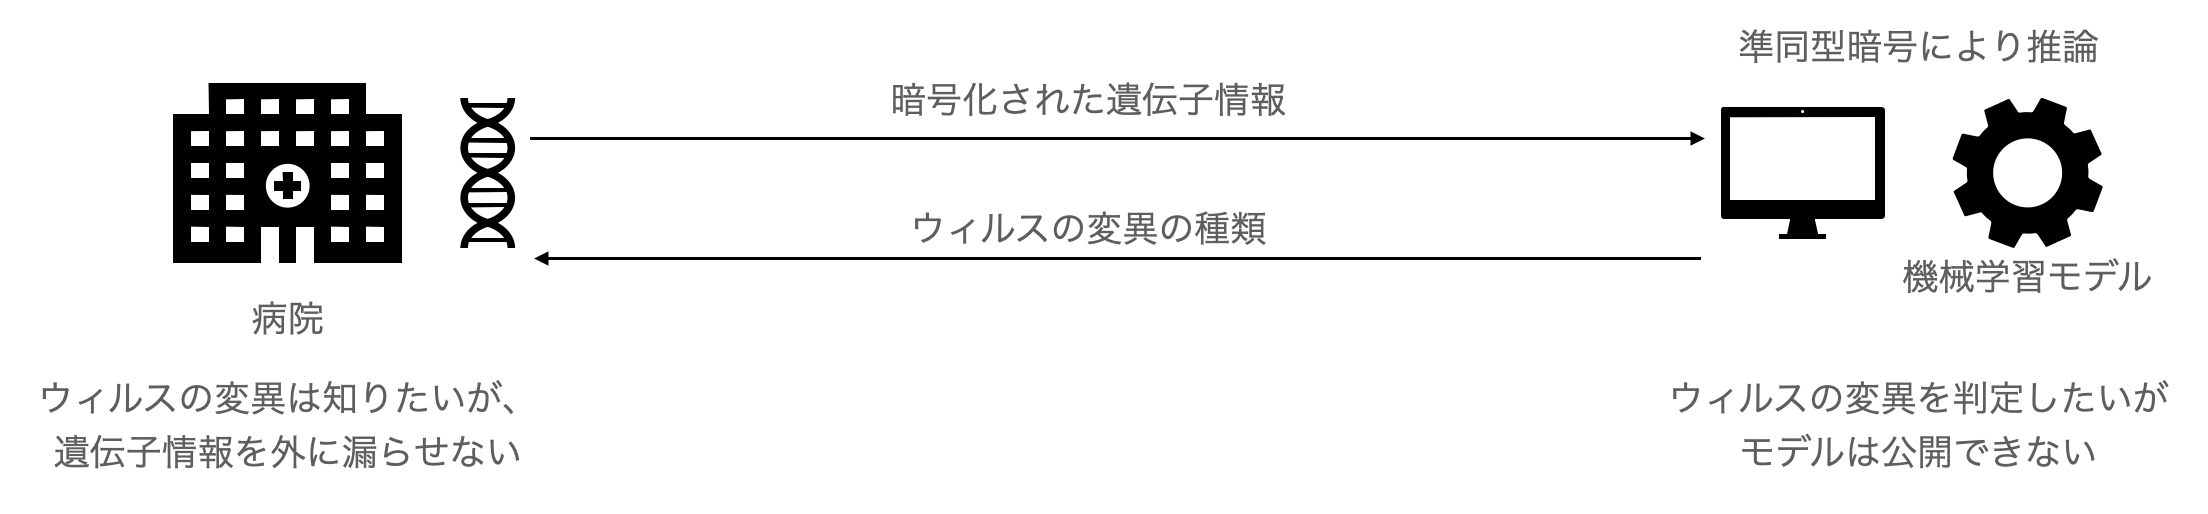 準同型暗号により推論
暗号化された遺伝子情報
ウィルスの変異の種類
機械学習モデル
病院
ウィルスの変異は知りたいが、
遺伝子情報を外に漏らせない
ウィルスの変異を判定したいが
モデルは公開できない